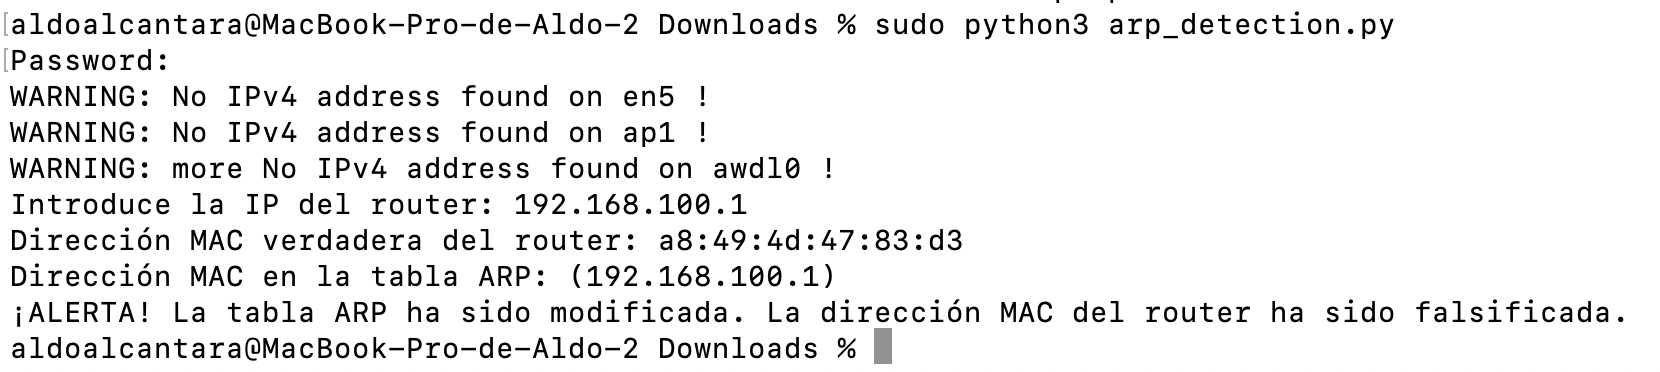 aldoalcantara@MacBook-Pro-de-Aldo-2 Downloads % sudo python3 arp_detection.py
Password:
WARNING: No IPv4 address found on en5 !
WARNING: No IPv4 address found on ap1 !
WARNING: more No IPv4 address found on awdl0 !
Introduce la IP del router: 192.168.100.1
Dirección MAC verdadera del router: a8:49:4d:47:83:d3
Dirección MAC en la tabla ARP: (192.168.100.1)
¡ALERTA! La tabla ARP ha sido modificada. La dirección MAC del router ha sido falsificada.
aldoalcantara@MacBook-Pro-de-Aldo-2 Downloads %